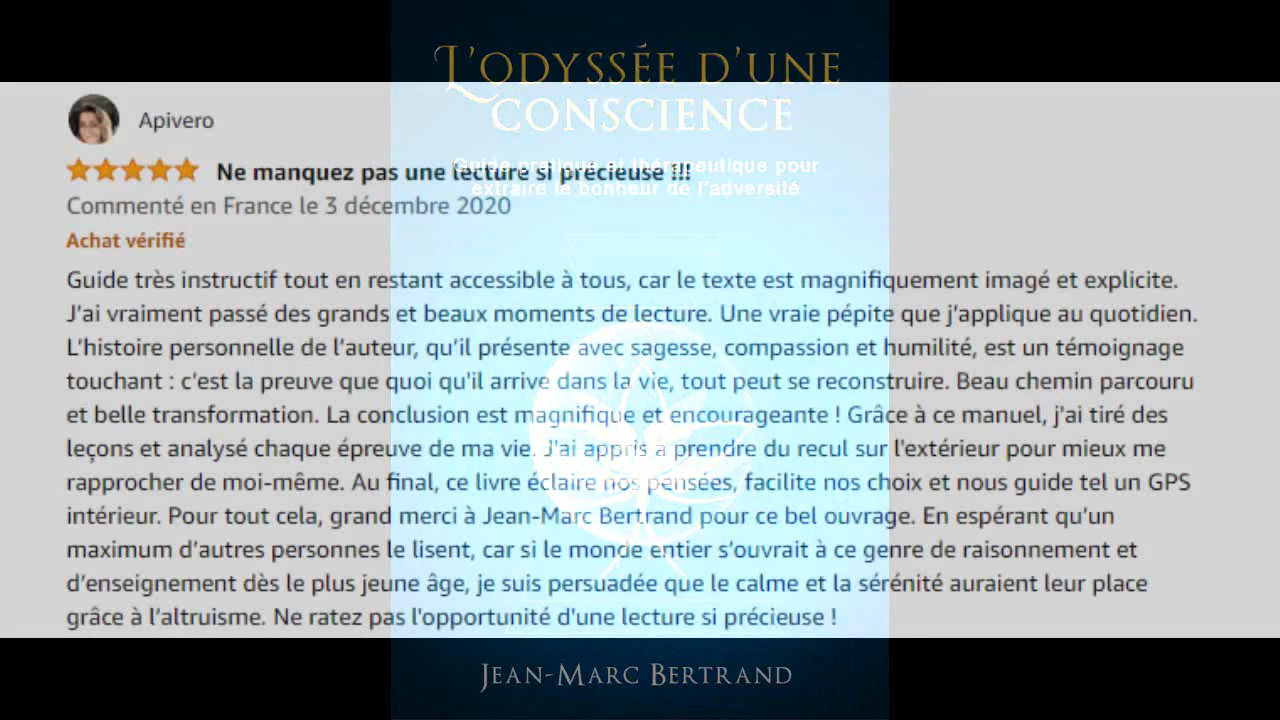 L'ODYSSÉE D'UNE
CONSCIENCE
Guide pratique et thérapeutique pour
extraire le bonheur de l'adversité
Apivero
Ne manquez pas une lecture si précieuse !!!
Commenté en France le 3 décembre 2020
Achat vérifié
Guide très instructif tout en restant accessible à tous, car le texte est magnifiquement imagé et explicite.
J'ai vraiment passé des grands et beaux moments de lecture. Une vraie pépite que j'applique au quotidien.
L'histoire personnelle de l'auteur, qu'il présente avec sagesse, compassion et humilité, est un témoignage
touchant : c'est la preuve que quoi qu'il arrive dans la vie, tout peut se reconstruire. Beau chemin parcouru
et belle transformation. La conclusion est magnifique et encourageante ! Grâce à ce manuel, j'ai tiré des
leçons et analysé chaque épreuve de ma vie. J'ai appris à prendre du recul sur l'extérieur pour mieux me
rapprocher de moi-même. Au final, ce livre éclaire nos pensées, facilite nos choix et nous guide tel un GPS
intérieur. Pour tout cela, grand merci à Jean-Marc Bertrand pour ce bel ouvrage. En espérant qu'un
maximum d'autres personnes le lisent, car si le monde entier s'ouvrait à ce genre de raisonnement et
d'enseignement dès le plus jeune âge, je suis persuadée que le calme et la sérénité auraient leur place
grâce à l'altruisme. Ne ratez pas l'opportunité d'une lecture si précieuse !
JEAN-MARC BERTRAND